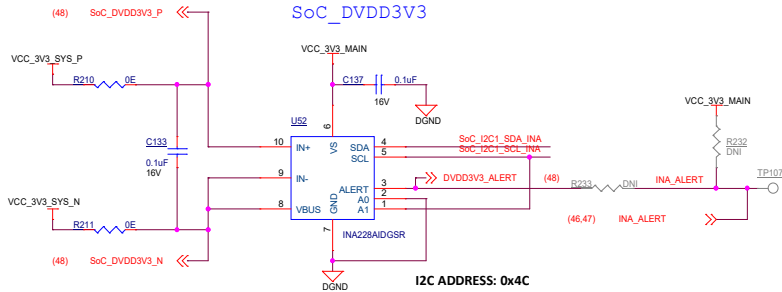 SoC_DVDD3V3
(48) SoC_DVDD3V3_P
VCC_3V3_SYS_P
VCC_3V3_MAIN
R210 0E
C137 0.1uF
16V
DGND
VCC_3V3_MAIN
U52
R232
DNI
C133
0.1uF
16V
6
VS
10 IN+
SDA 4 SoC_I2C1_SDA_INA
SCL 5 SoC_I2C1_SCL_INA
9 IN-
TP107
ALERT 3 DVDD3V3_ALERT (48) R233 DNI INA_ALERT
VCC_3V3_SYS_N
8 VBUS
GND
A0 2
A1 1
R211 0E
7
INA228AIDGSR
(46,47) INA_ALERT
(48) SoC_DVDD3V3_N
DGND
I2C ADDRESS: 0x4C